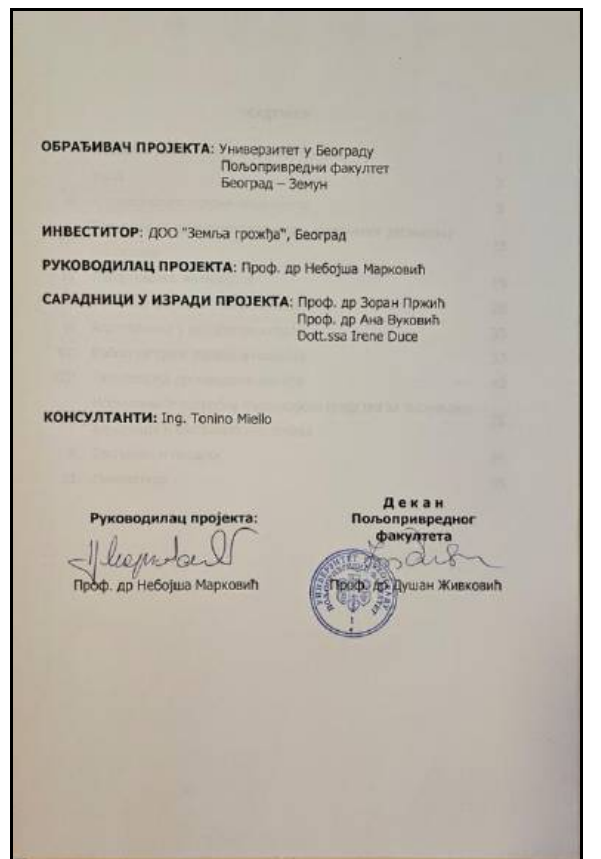 ОБРАЂИВАЧ ПРОЈЕКТА: Универзитет у Београду
Пољопривредни факултет
Београд – Земун
ИНВЕСТИТОР: ДОО "Земља грожђа", Београд
РУКОВОДИЛАЦ ПРОЈЕКТА: Проф. др Небојша Марковић
САРАДНИЦИ У ИЗРАДИ ПРОЈЕКТА: Проф. др Зоран Пржић
Проф. др Ана Вуковић
Dott.ssa Irene Duce
КОНСУЛТАНТИ: Ing. Tonino Miello
Руководилац пројекта:
Проф. др Небојша Марковић
Декан
Пољопривредног
факултета
Проф. др Душан Живковић